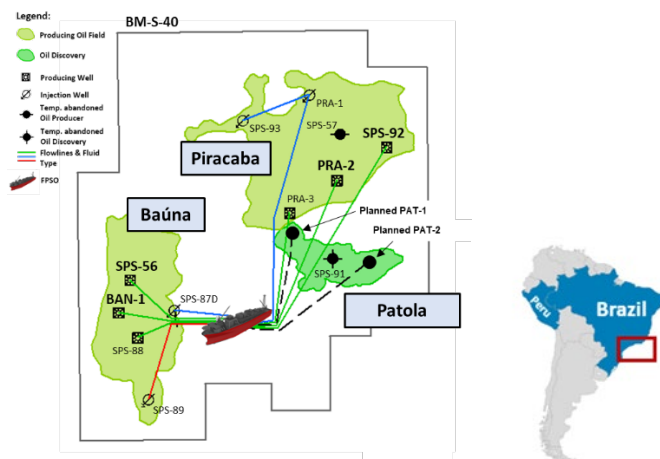 Legend:
BM-S-40
Producing Oil Field
Oil Discovery
Producing Well
Injection Well
Temp. abandoned
Oil Producer
Temp. abandoned
Oil Discovery
Flowlines & Fluid
Type
FPSO
PRA-1
SPS-93
SPS-57
SPS-92
Piracaba
PRA-2
PRA-3
Planned PAT-1
Baúna
Planned PAT-2
SPS-56
SPS-91
SPS-87D
BAN-1
Patola
SPS-88
SPS-89
Peru
Brazil